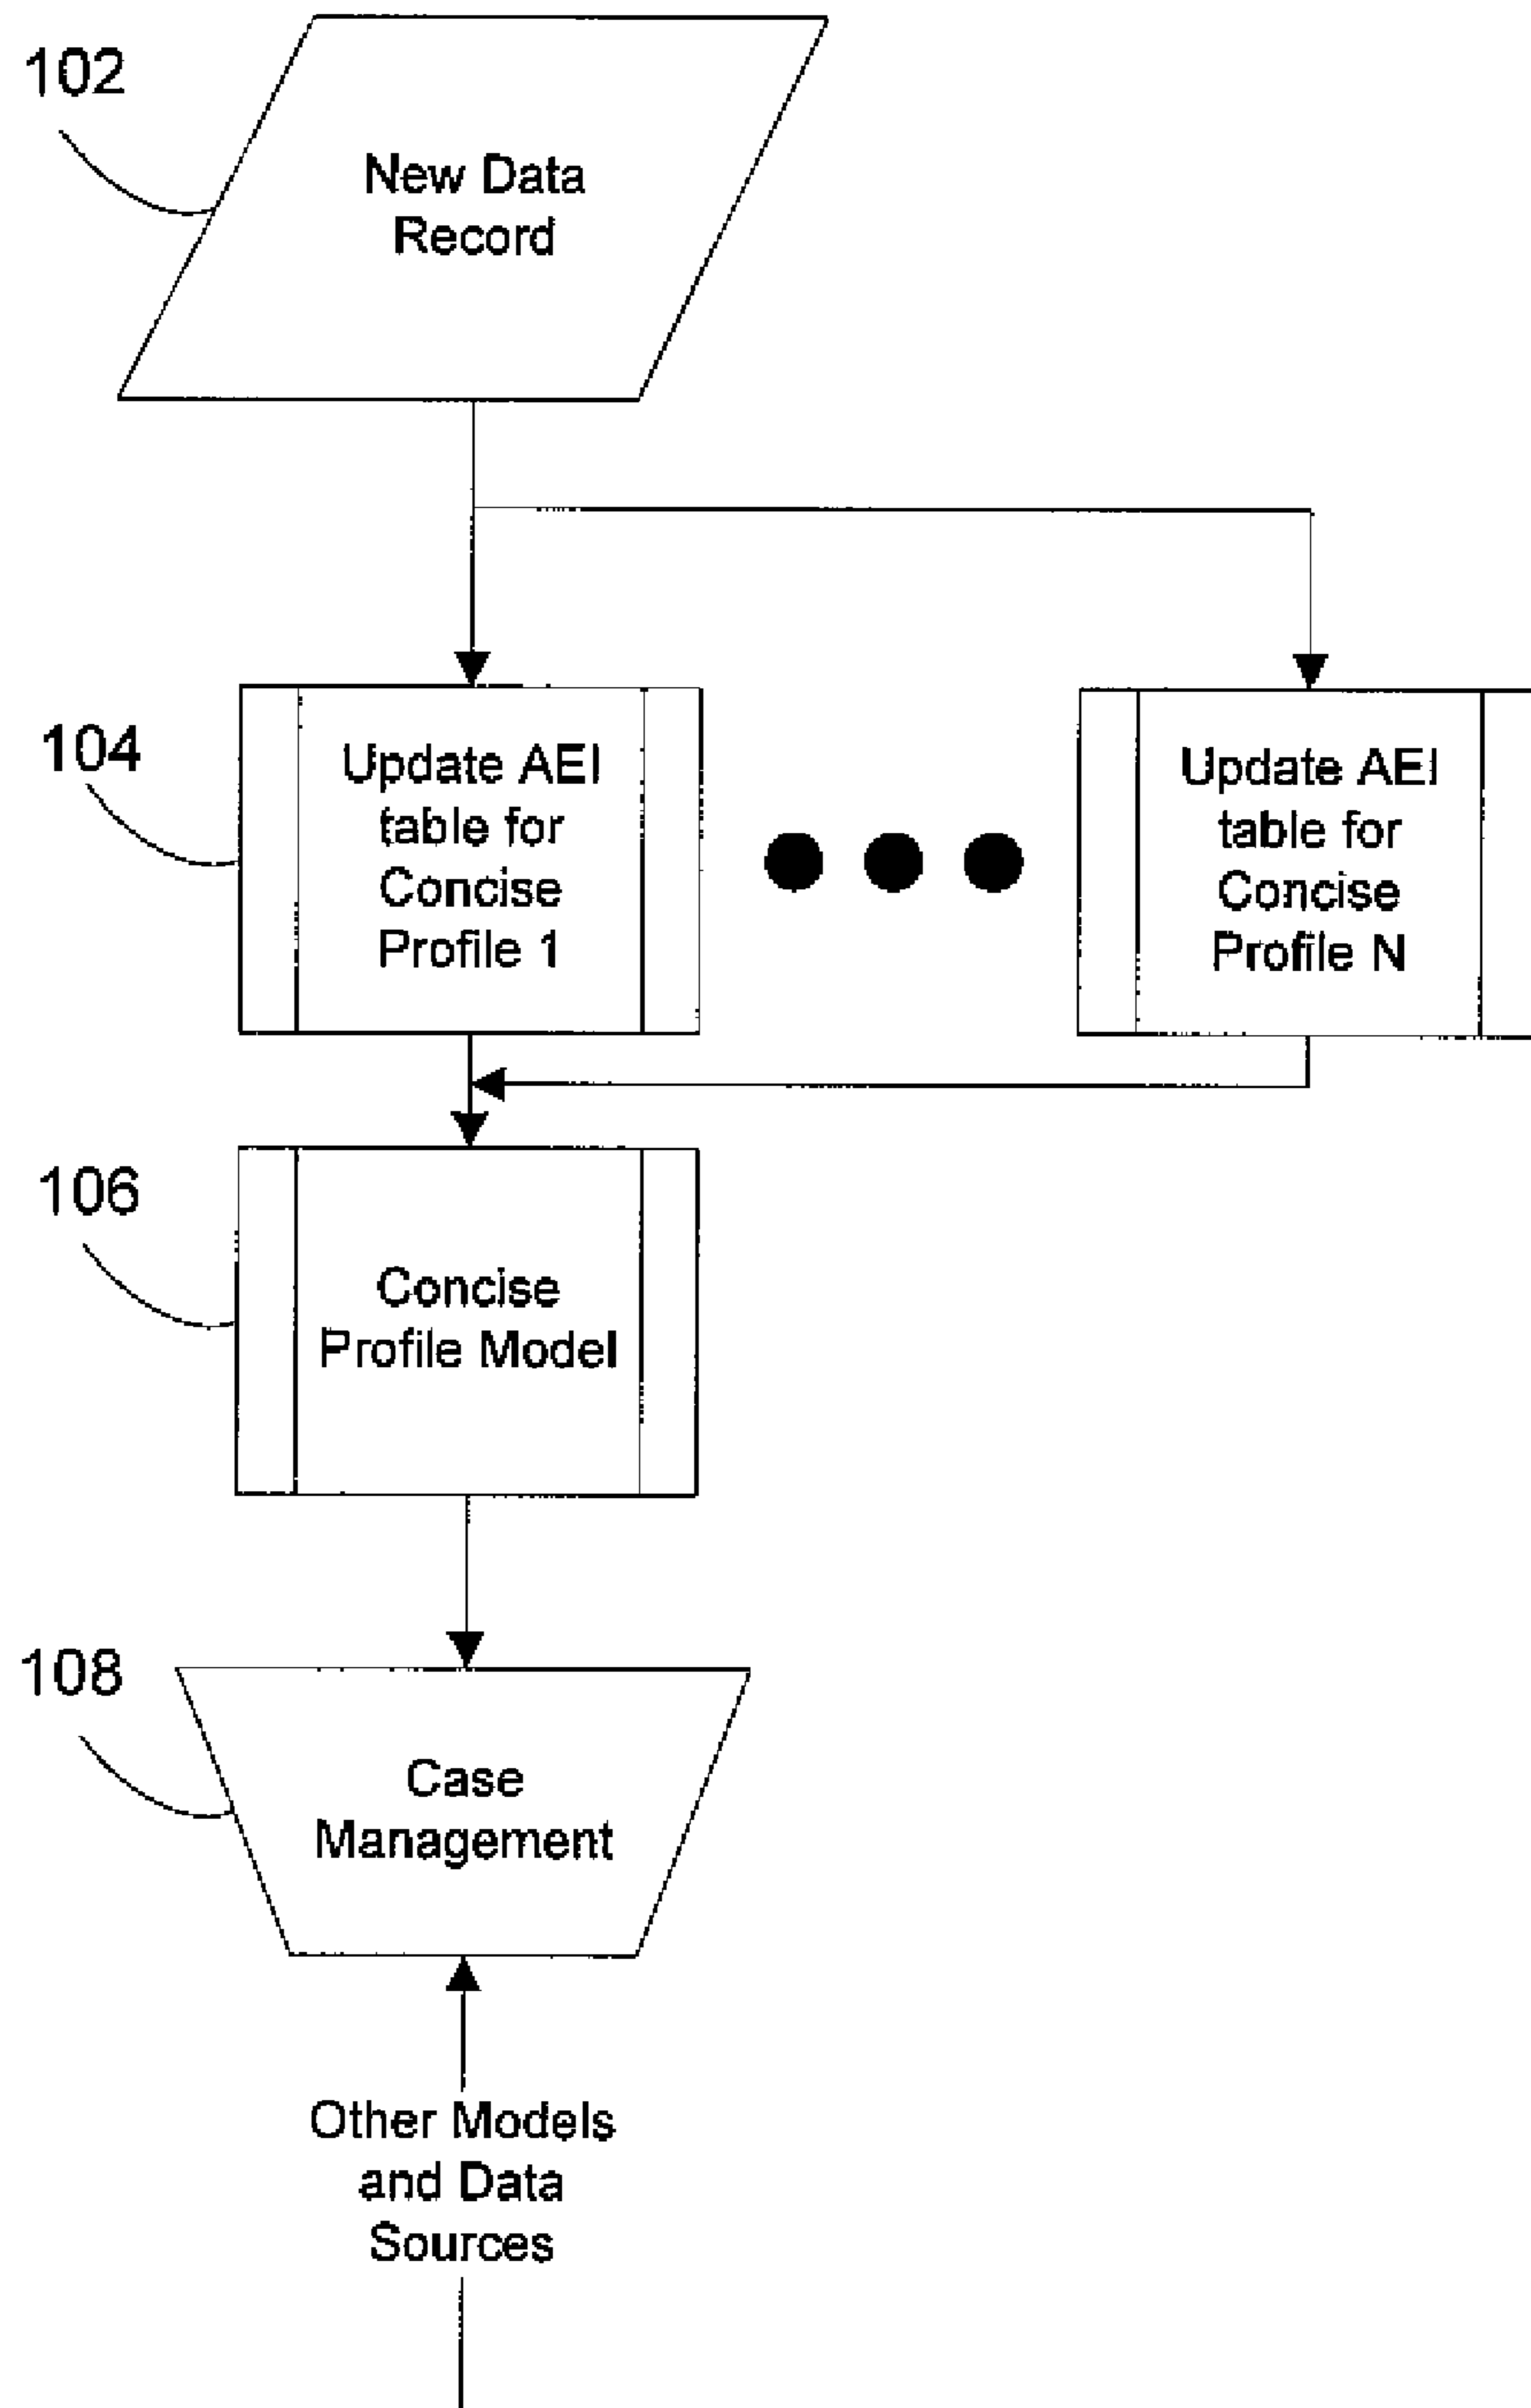 102
New Data
Record
104
Update AEI
table for
Concise
Profile 1
Update AEI
table for
Concise
Profile N
106
Concise
Profile Model
108
Case
Management
Other Models
and Data
Sources